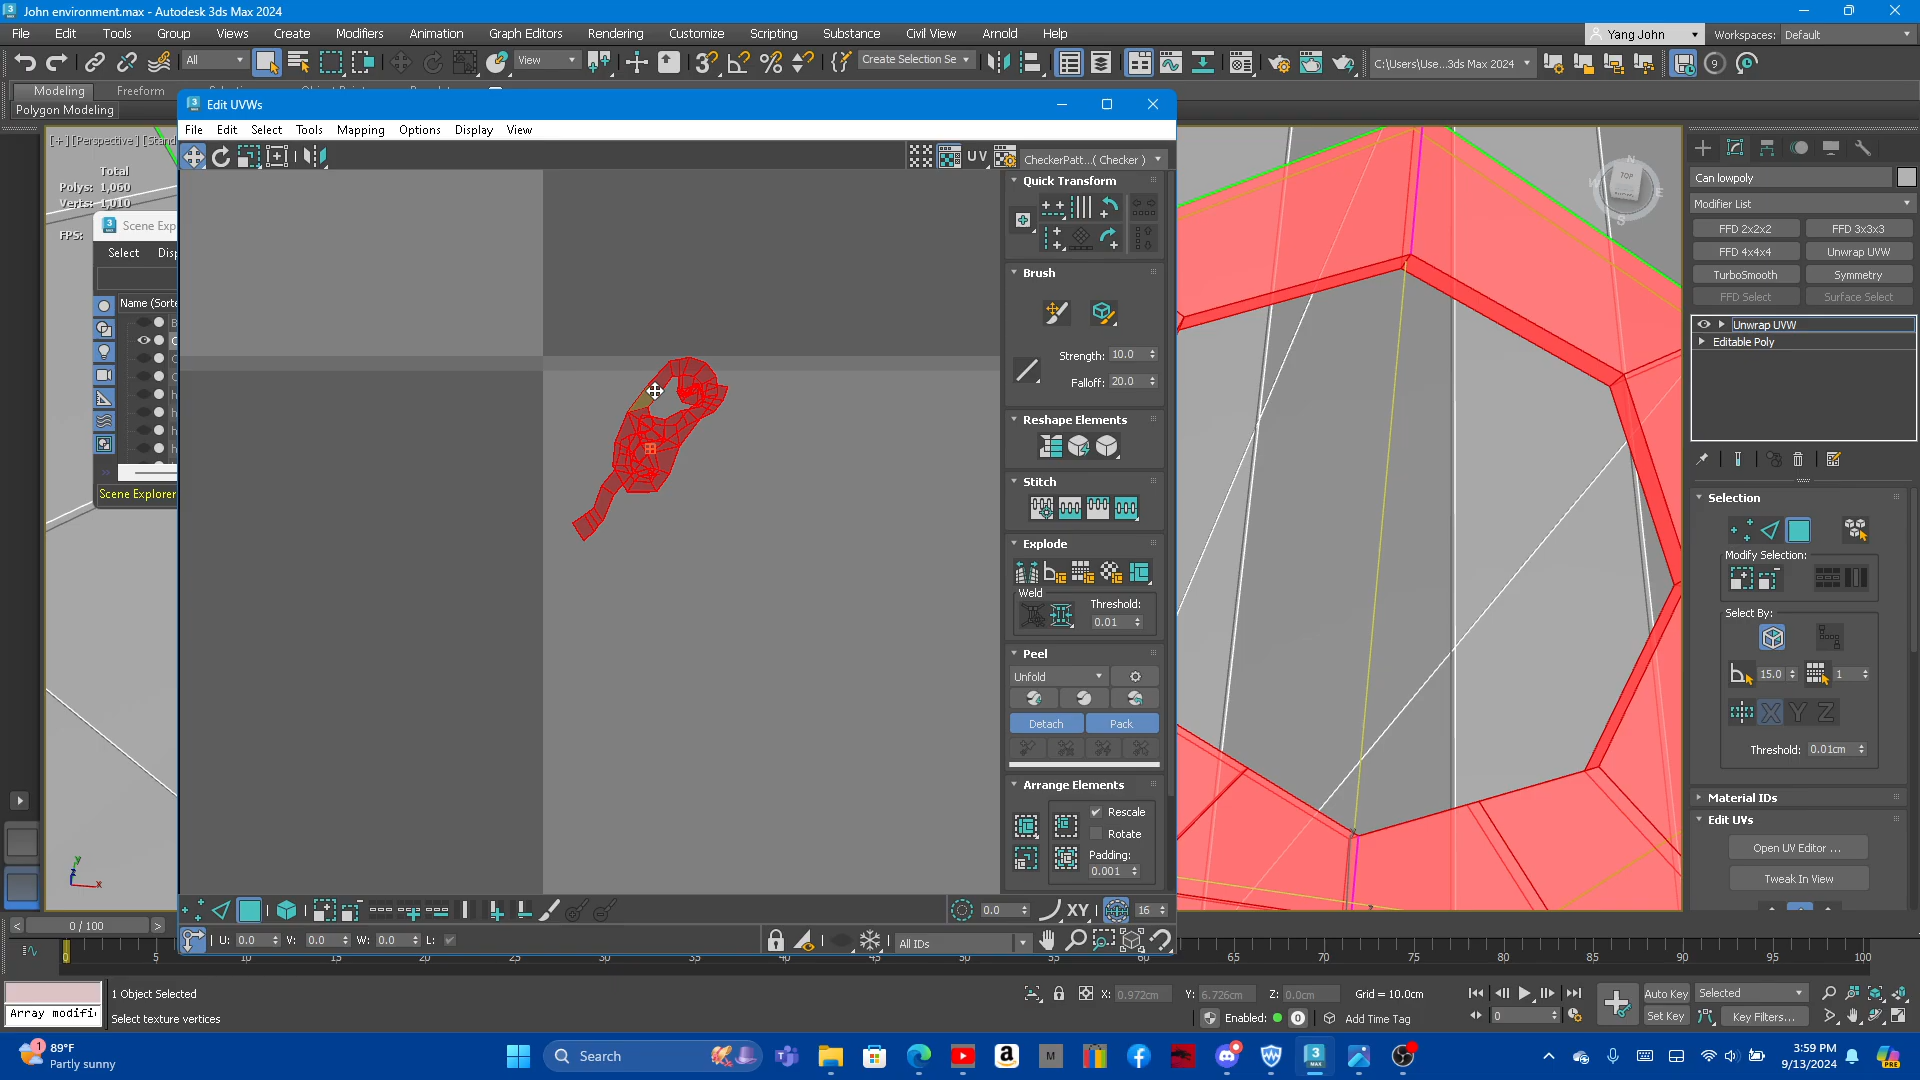 John environment.max - Autodesk 3ds Max 2024
File Edit Tools Group Views Create Modifiers Animation Graph Editors Rendering Customize Scripting Substance Civil View Arnold Help
Yang John
Workspaces: Default
All
View
Create Selection Se
C:\Users\Use...3ds Max 2024
9
Modeling Freeform
Polygon Modeling
[+] [Perspective] [Stand
Total
Polys: 1,060
Verts: 1,010
FPS:
Scene Exp
Select Disp
Name (Sorte
Scene Explorer
Edit UVWs
File Edit Select Tools Mapping Options Display View
UV
CheckerPatt...( Checker )
Quick Transform
Brush
Strength: 10.0
Falloff: 20.0
Reshape Elements
Stitch
Explode
Weld
Threshold:
0.01
Peel
Unfold
Detach Pack
Arrange Elements
Rescale
Rotate
Padding:
0.001
0.0
XY
16
U: 0.0 V: 0.0 W: 0.0 L:
All IDs
TOP
N
W
E
S
Can lowpoly
Modifier List
FFD 2x2x2 FFD 3x3x3
FFD 4x4x4 Unwrap UVW
TurboSmooth Symmetry
FFD Select Surface Select
Unwrap UVW
Editable Poly
Selection
Modify Selection:
Select By:
15.0
1
X Y Z
Threshold: 0.01cm
Material IDs
Edit UVs
Open UV Editor ...
Tweak In View
y
z
x
< 0 / 100 >
0 5 10 15 20 25 30 35 40 45 50 55 60 65 70 75 80 85 90 95 100
1 Object Selected
Array modifi
Select texture vertices
X: 0.972cm Y: 6.726cm Z: 0.0cm Grid = 10.0cm
Enabled: 0 Add Time Tag
0
Auto Key Selected
Set Key Key Filters...
1
89°F
Partly sunny
Search
M
3
MAX
PRE
3:59 PM
9/13/2024